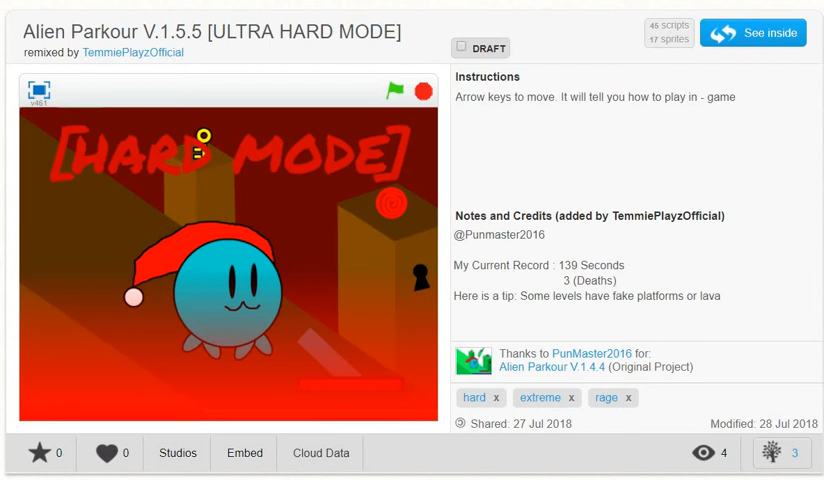 Alien Parkour V.1.5.5 [ULTRA HARD MODE]
remixed by TemmiePlayzOfficial
DRAFT
45 scripts
17 sprites
See inside
v461
[HARD MODE]
Instructions
Arrow keys to move. It will tell you how to play in - game
Notes and Credits (added by TemmiePlayzOfficial)
@Punmaster2016
My Current Record : 139 Seconds
3 (Deaths)
Here is a tip: Some levels have fake platforms or lava
Thanks to PunMaster2016 for:
Alien Parkour V.1.4.4 (Original Project)
hard x extreme x rage x
Shared: 27 Jul 2018 Modified: 28 Jul 2018
0 0 Studios Embed Cloud Data 4 3